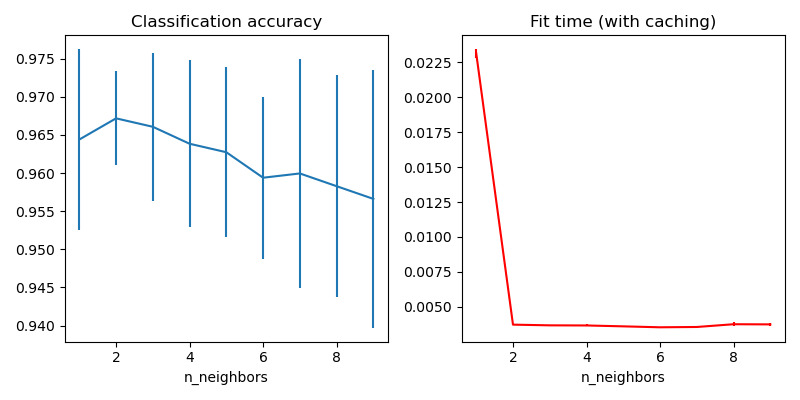 Classification accuracy
0.975
0.970
0.965
0.960
0.955
0.950
0.945
0.940
2 4 6 8
n_neighbors
Fit time (with caching)
0.0225
0.0200
0.0175
0.0150
0.0125
0.0100
0.0075
0.0050
2 4 6 8
n_neighbors